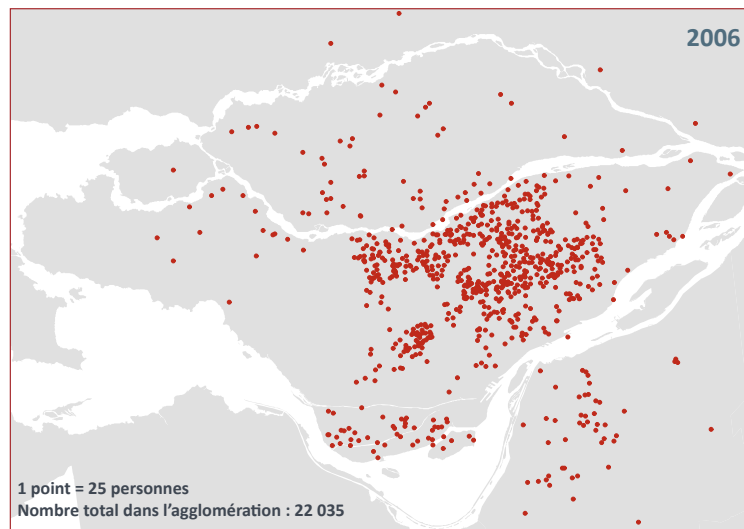 2006
1 point = 25 personnes
Nombre total dans l'agglomération : 22 035